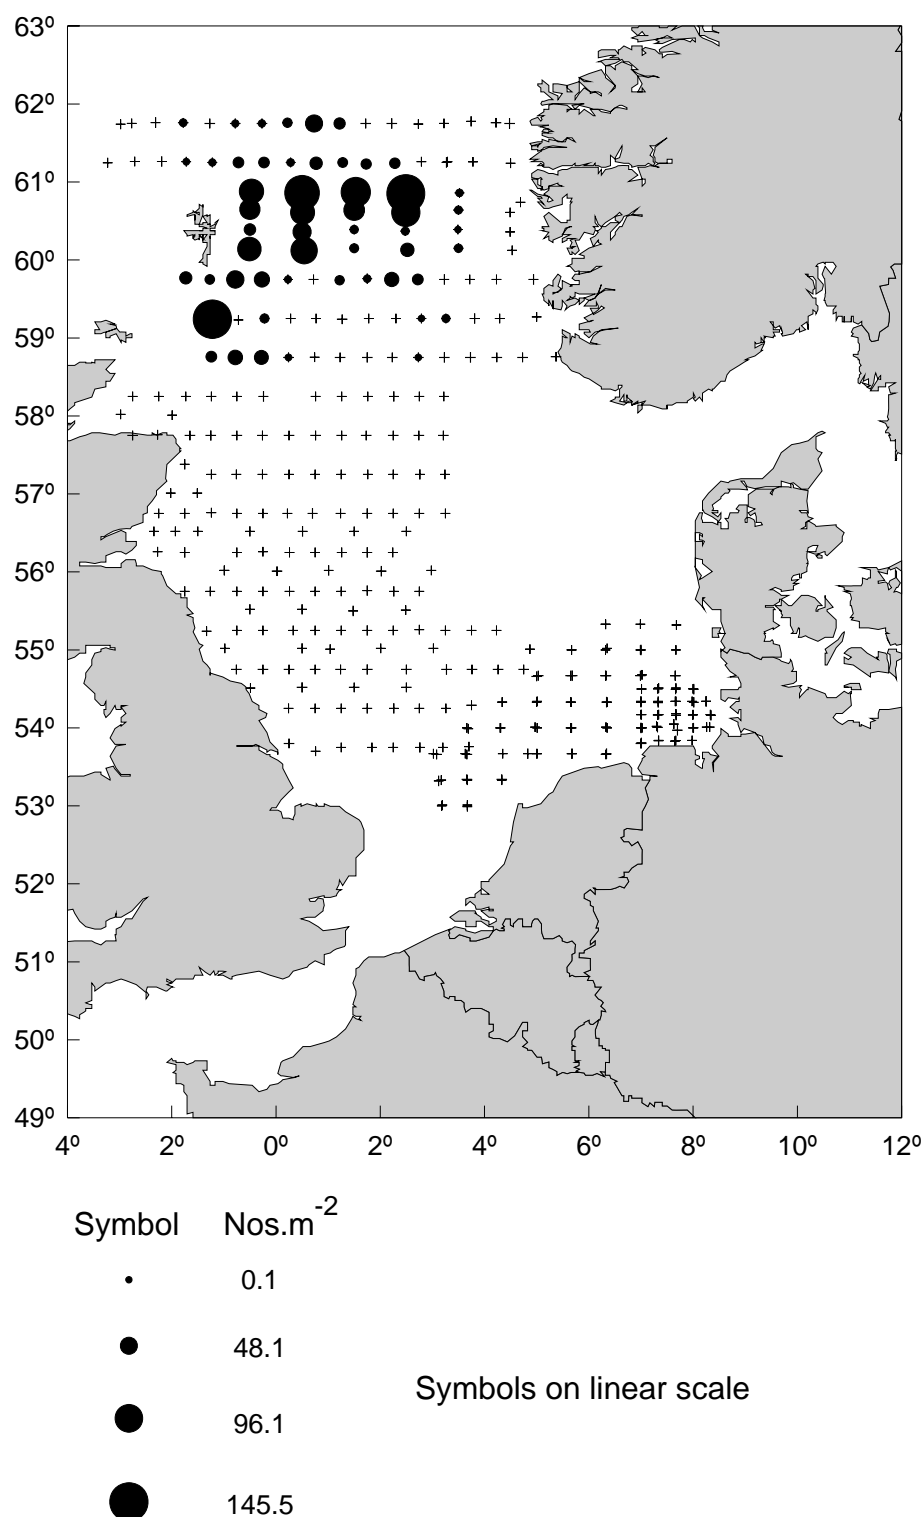 63º
62º
61º
60º
59º
58º
57º
56º
55º
54º
53º
52º
51º
50º
49º
4º 2º 0º 2º 4º 6º 8º 10º 12º
Symbol Nos.m-2
0.1
48.1
96.1
145.5
Symbols on linear scale